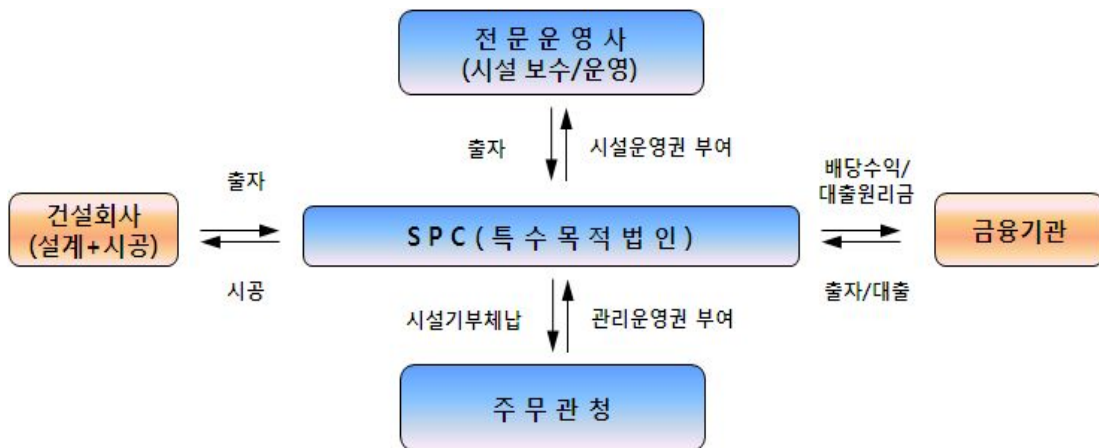 전 문 운 영 사
(시설 보수/운영)
출자
시설운영권 부여
배당수익/
대출원리금
출자
건설회사
(설계+시공)
S P C ( 특 수 목 적 법 인 )
금융기관
시공
출자/대출
시설기부체납
관리운영권 부여
주 무 관 청